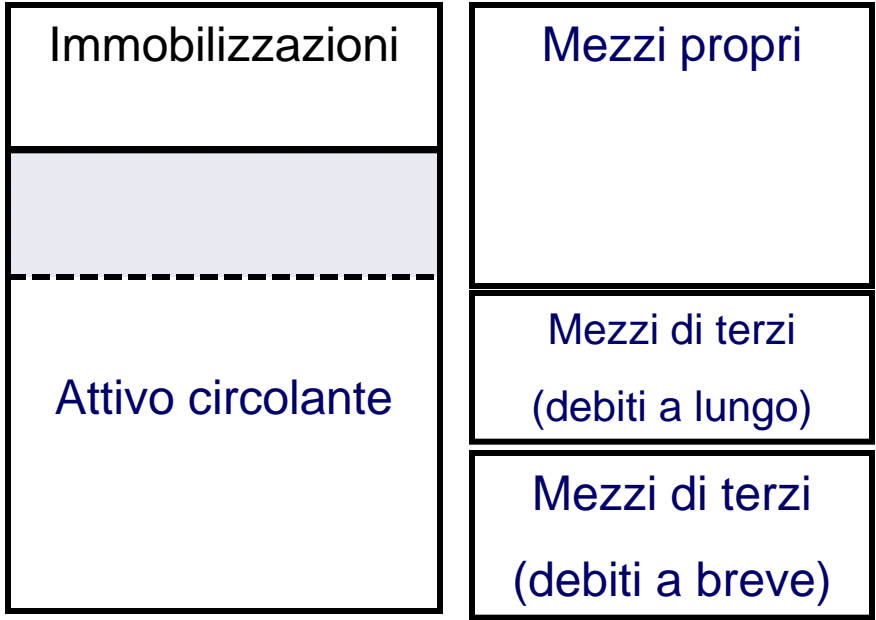 Immobilizzazioni
Attivo circolante
Mezzi propri
Mezzi di terzi
(debiti a lungo)
Mezzi di terzi
(debiti a breve)